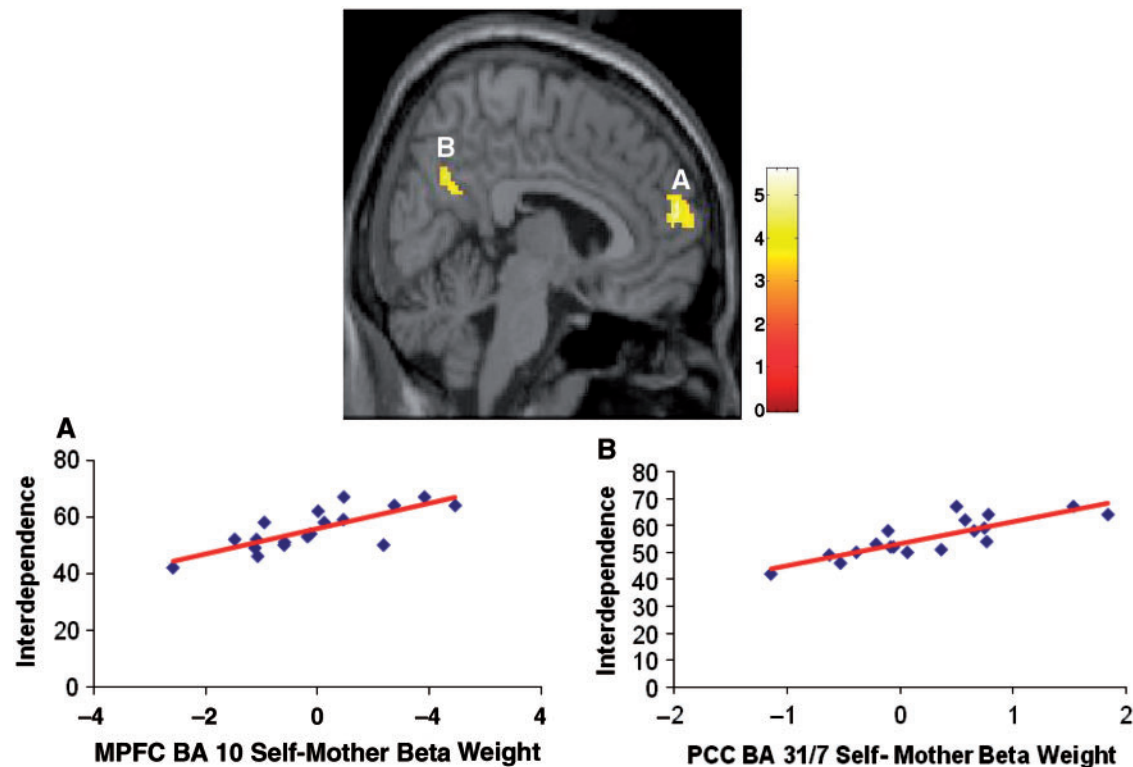 B
A
5
4
3
2
1
0
A
80
60
40
20
0
Interdependence
–4 –2 0 –4 4
MPFC BA 10 Self-Mother Beta Weight
B
80
70
60
50
40
30
20
10
0
Interdependence
–2 –1 0 1 2
PCC BA 31/7 Self- Mother Beta Weight